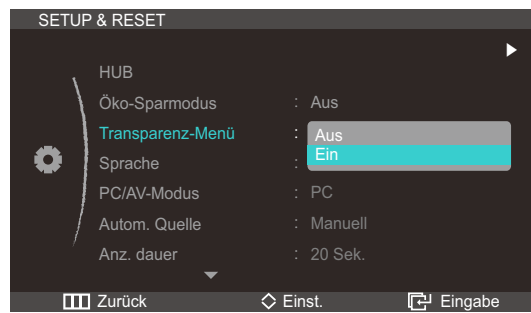 SETUP & RESET
HUB
Öko-Sparmodus : Aus
Transparenz-Menü : Aus
Ein
Sprache :
PC/AV-Modus : PC
Autom. Quelle : Manuell
Anz. dauer : 20 Sek.
Zurück Einst. Eingabe